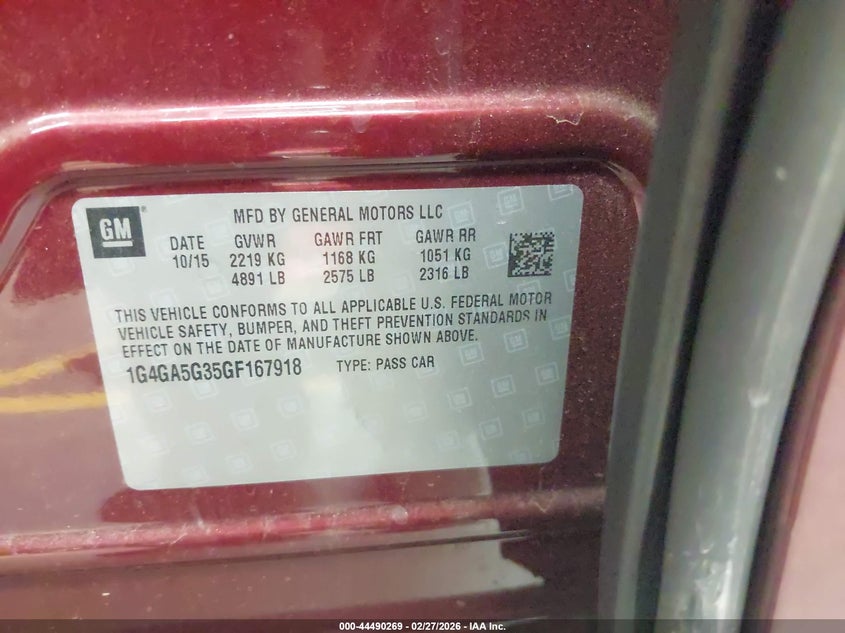 GM
MFD BY GENERAL MOTORS LLC
DATE GVWR GAWR FRT GAWR RR
10/15 2219 KG 1168 KG 1051 KG
4891 LB 2575 LB 2316 LB
THIS VEHICLE CONFORMS TO ALL APPLICABLE U.S. FEDERAL MOTOR
VEHICLE SAFETY, BUMPER, AND THEFT PREVENTION STANDARDS IN
EFFECT ON THE DATE OF MANUFACTURE SHOWN ABOVE.
1G4GA5G35GF167918 TYPE: PASS CAR
000-44490269 - 02/27/2026 - IAA Inc.